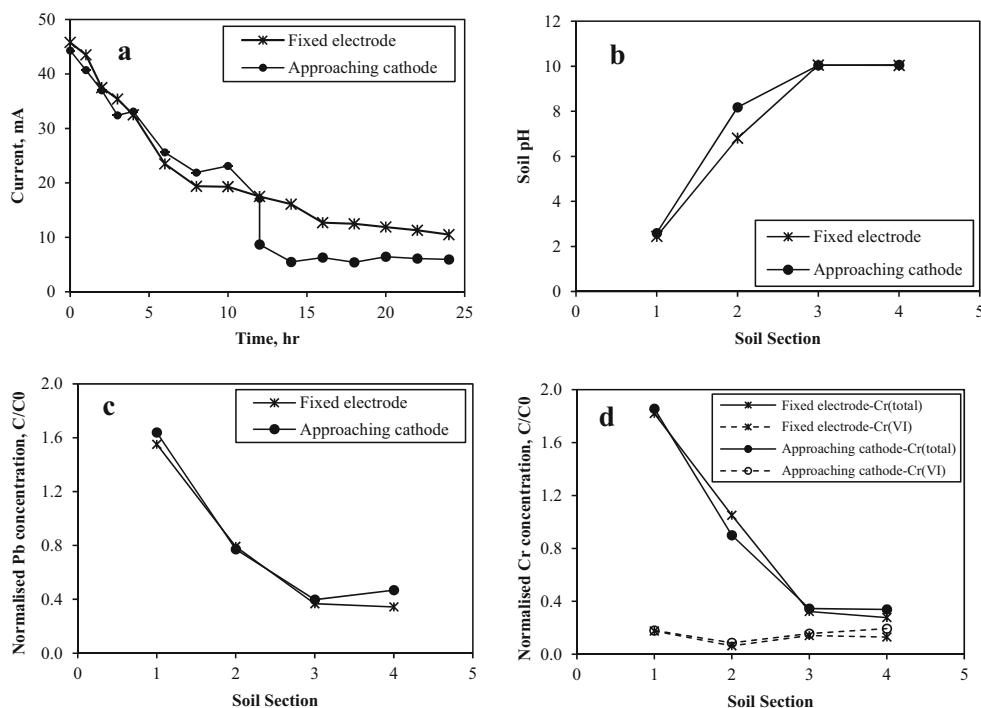 a
Fixed electrode
Approaching cathode
Current, mA
50
40
30
20
10
0
0 5 10 15 20 25
Time, hr
b
Soil pH
12
10
8
6
4
2
0
Fixed electrode
Approaching cathode
0 1 2 3 4 5
Soil Section
c
Fixed electrode
Approaching cathode
Normalised Pb concentration, C/C0
2.0
1.6
1.2
0.8
0.4
0.0
0 1 2 3 4 5
Soil Section
d
Fixed electrode-Cr(total)
Fixed electrode-Cr(VI)
Approaching cathode-Cr(total)
Approaching cathode-Cr(VI)
Normalised Cr concentration, C/C0
2.0
1.6
1.2
0.8
0.4
0.0
0 1 2 3 4 5
Soil Section